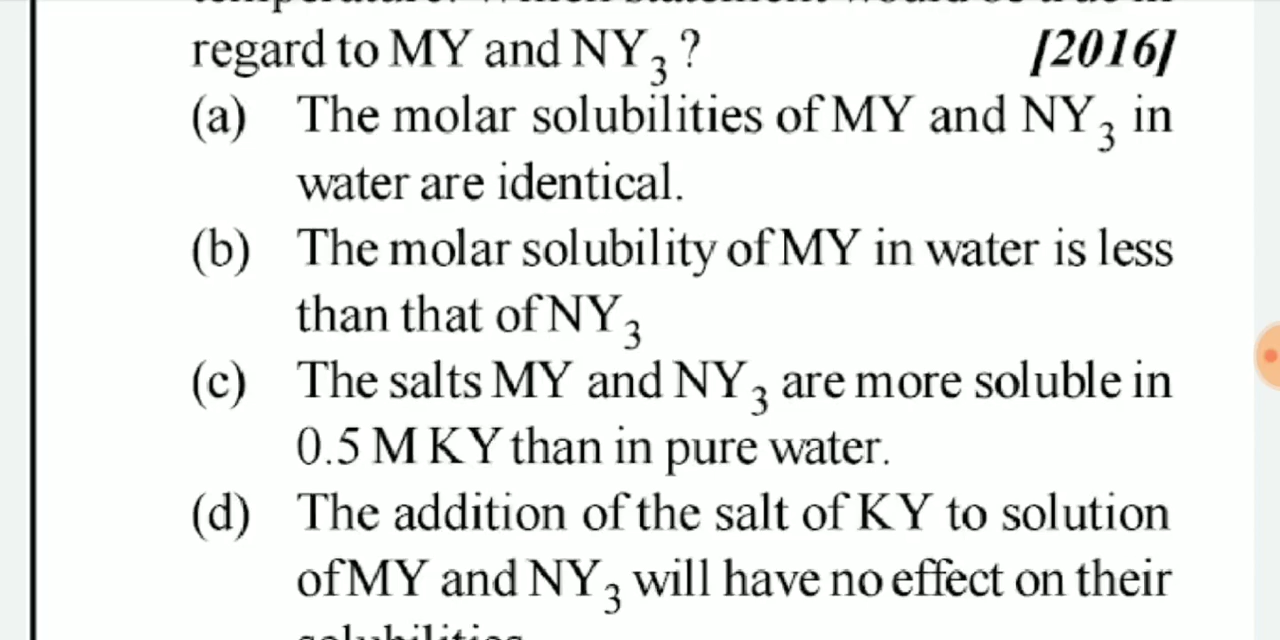 regard to MY and NY₃ ? [2016]
(a) The molar solubilities of MY and NY₃ in
water are identical.
(b) The molar solubility of MY in water is less
than that of NY₃
(c) The salts MY and NY₃ are more soluble in
0.5 M KY than in pure water.
(d) The addition of the salt of KY to solution
of MY and NY₃ will have no effect on their